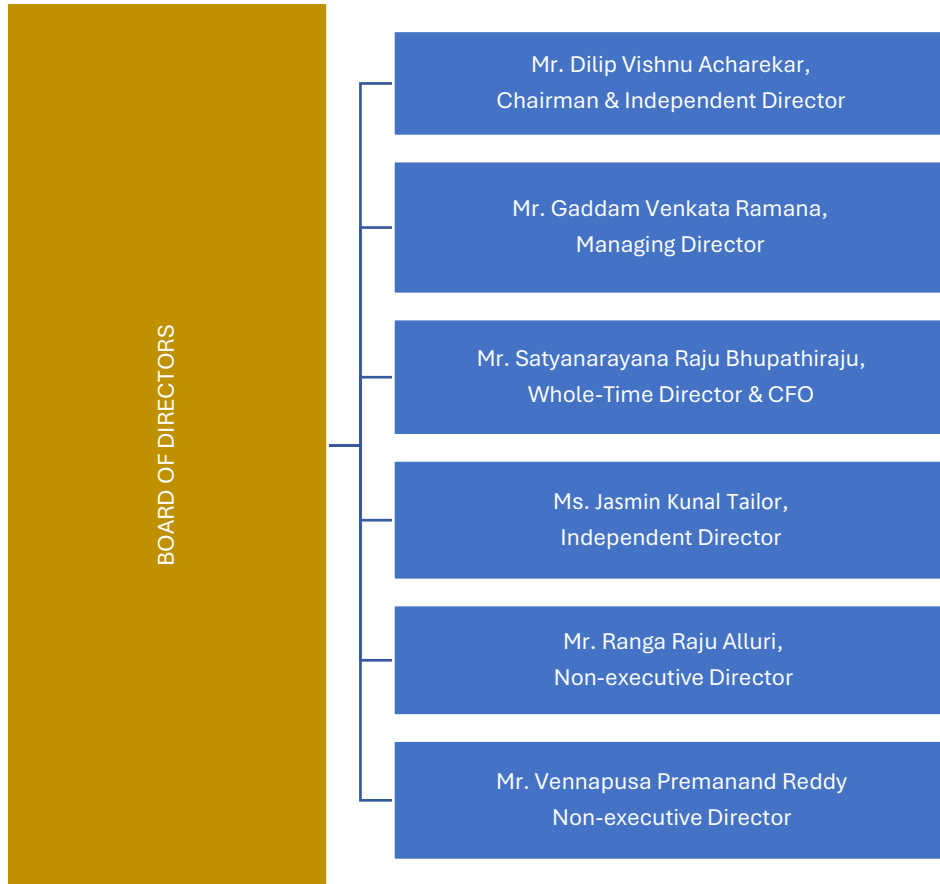 BOARD OF DIRECTORS
Mr. Dilip Vishnu Acharekar,
Chairman & Independent Director
Mr. Gaddam Venkata Ramana,
Managing Director
Mr. Satyanarayana Raju Bhupathiraju,
Whole-Time Director & CFO
Ms. Jasmin Kunal Tailor,
Independent Director
Mr. Ranga Raju Alluri,
Non-executive Director
Mr. Vennapusa Premanand Reddy
Non-executive Director